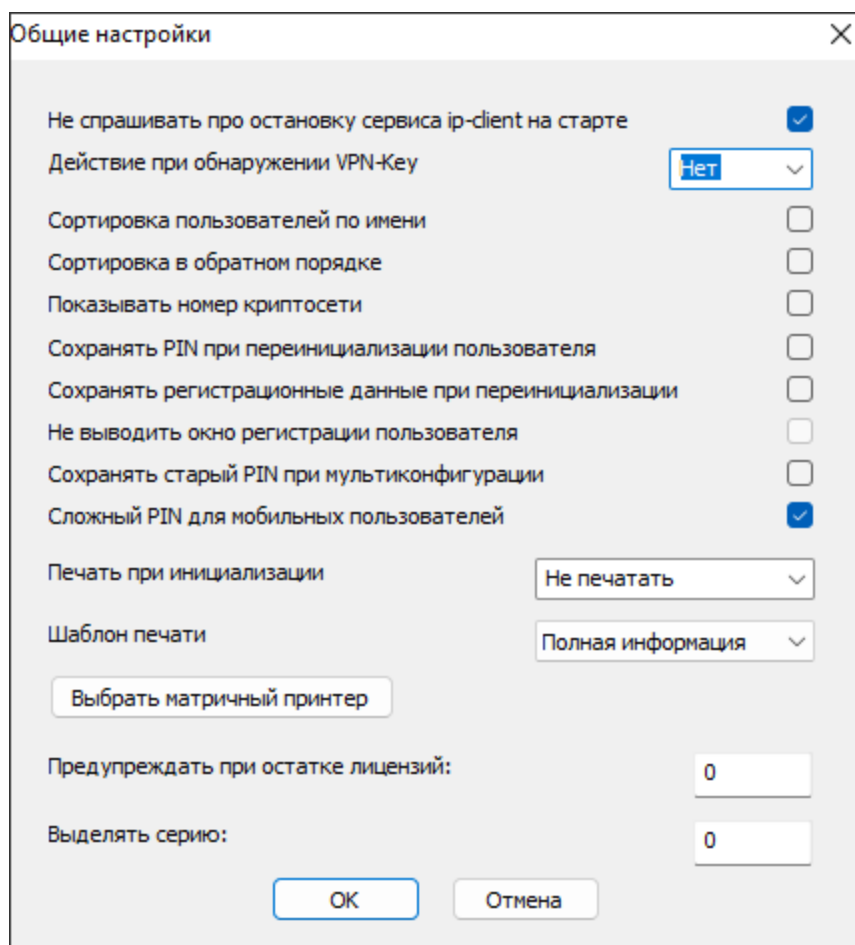 Общие настройки
Не спрашивать про остановку сервиса ip-client на старте
Действие при обнаружении VPN-Key
Нет
Сортировка пользователей по имени
Сортировка в обратном порядке
Показывать номер криптосети
Сохранять PIN при переинициализации пользователя
Сохранять регистрационные данные при переинициализации
Не выводить окно регистрации пользователя
Сохранять старый PIN при мультиконфигурации
Сложный PIN для мобильных пользователей
Печать при инициализации
Не печатать
Шаблон печати
Полная информация
Выбрать матричный принтер
Предупреждать при остатке лицензий:
0
Выделять серию:
0
ОК
Отмена